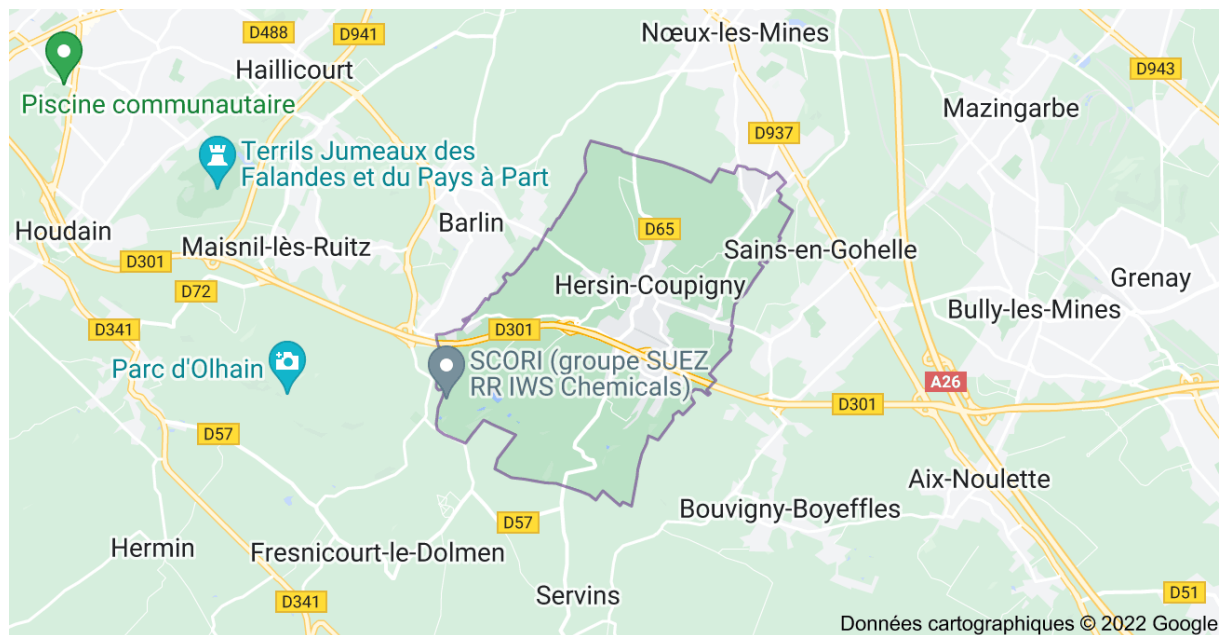 Nœux-les-Mines
D488
D941
Haillicourt
D943
Piscine communautaire
Mazingarbe
D937
Terrils Jumeaux des
Falandes et du Pays à Part
Barlin
Houdain
D65
Maisnil-lès-Ruitz
Sains-en-Gohelle
D301
Grenay
Hersin-Coupigny
D72
Bully-les-Mines
D341
D301
SCORI (groupe SUEZ
RR IWS Chemicals)
Parc d'Olhain
A26
D301
D57
Aix-Noulette
Bouvigny-Boyeffles
D57
Hermin
Fresnicourt-le-Dolmen
Servins
D51
D341
Données cartographiques © 2022 Google